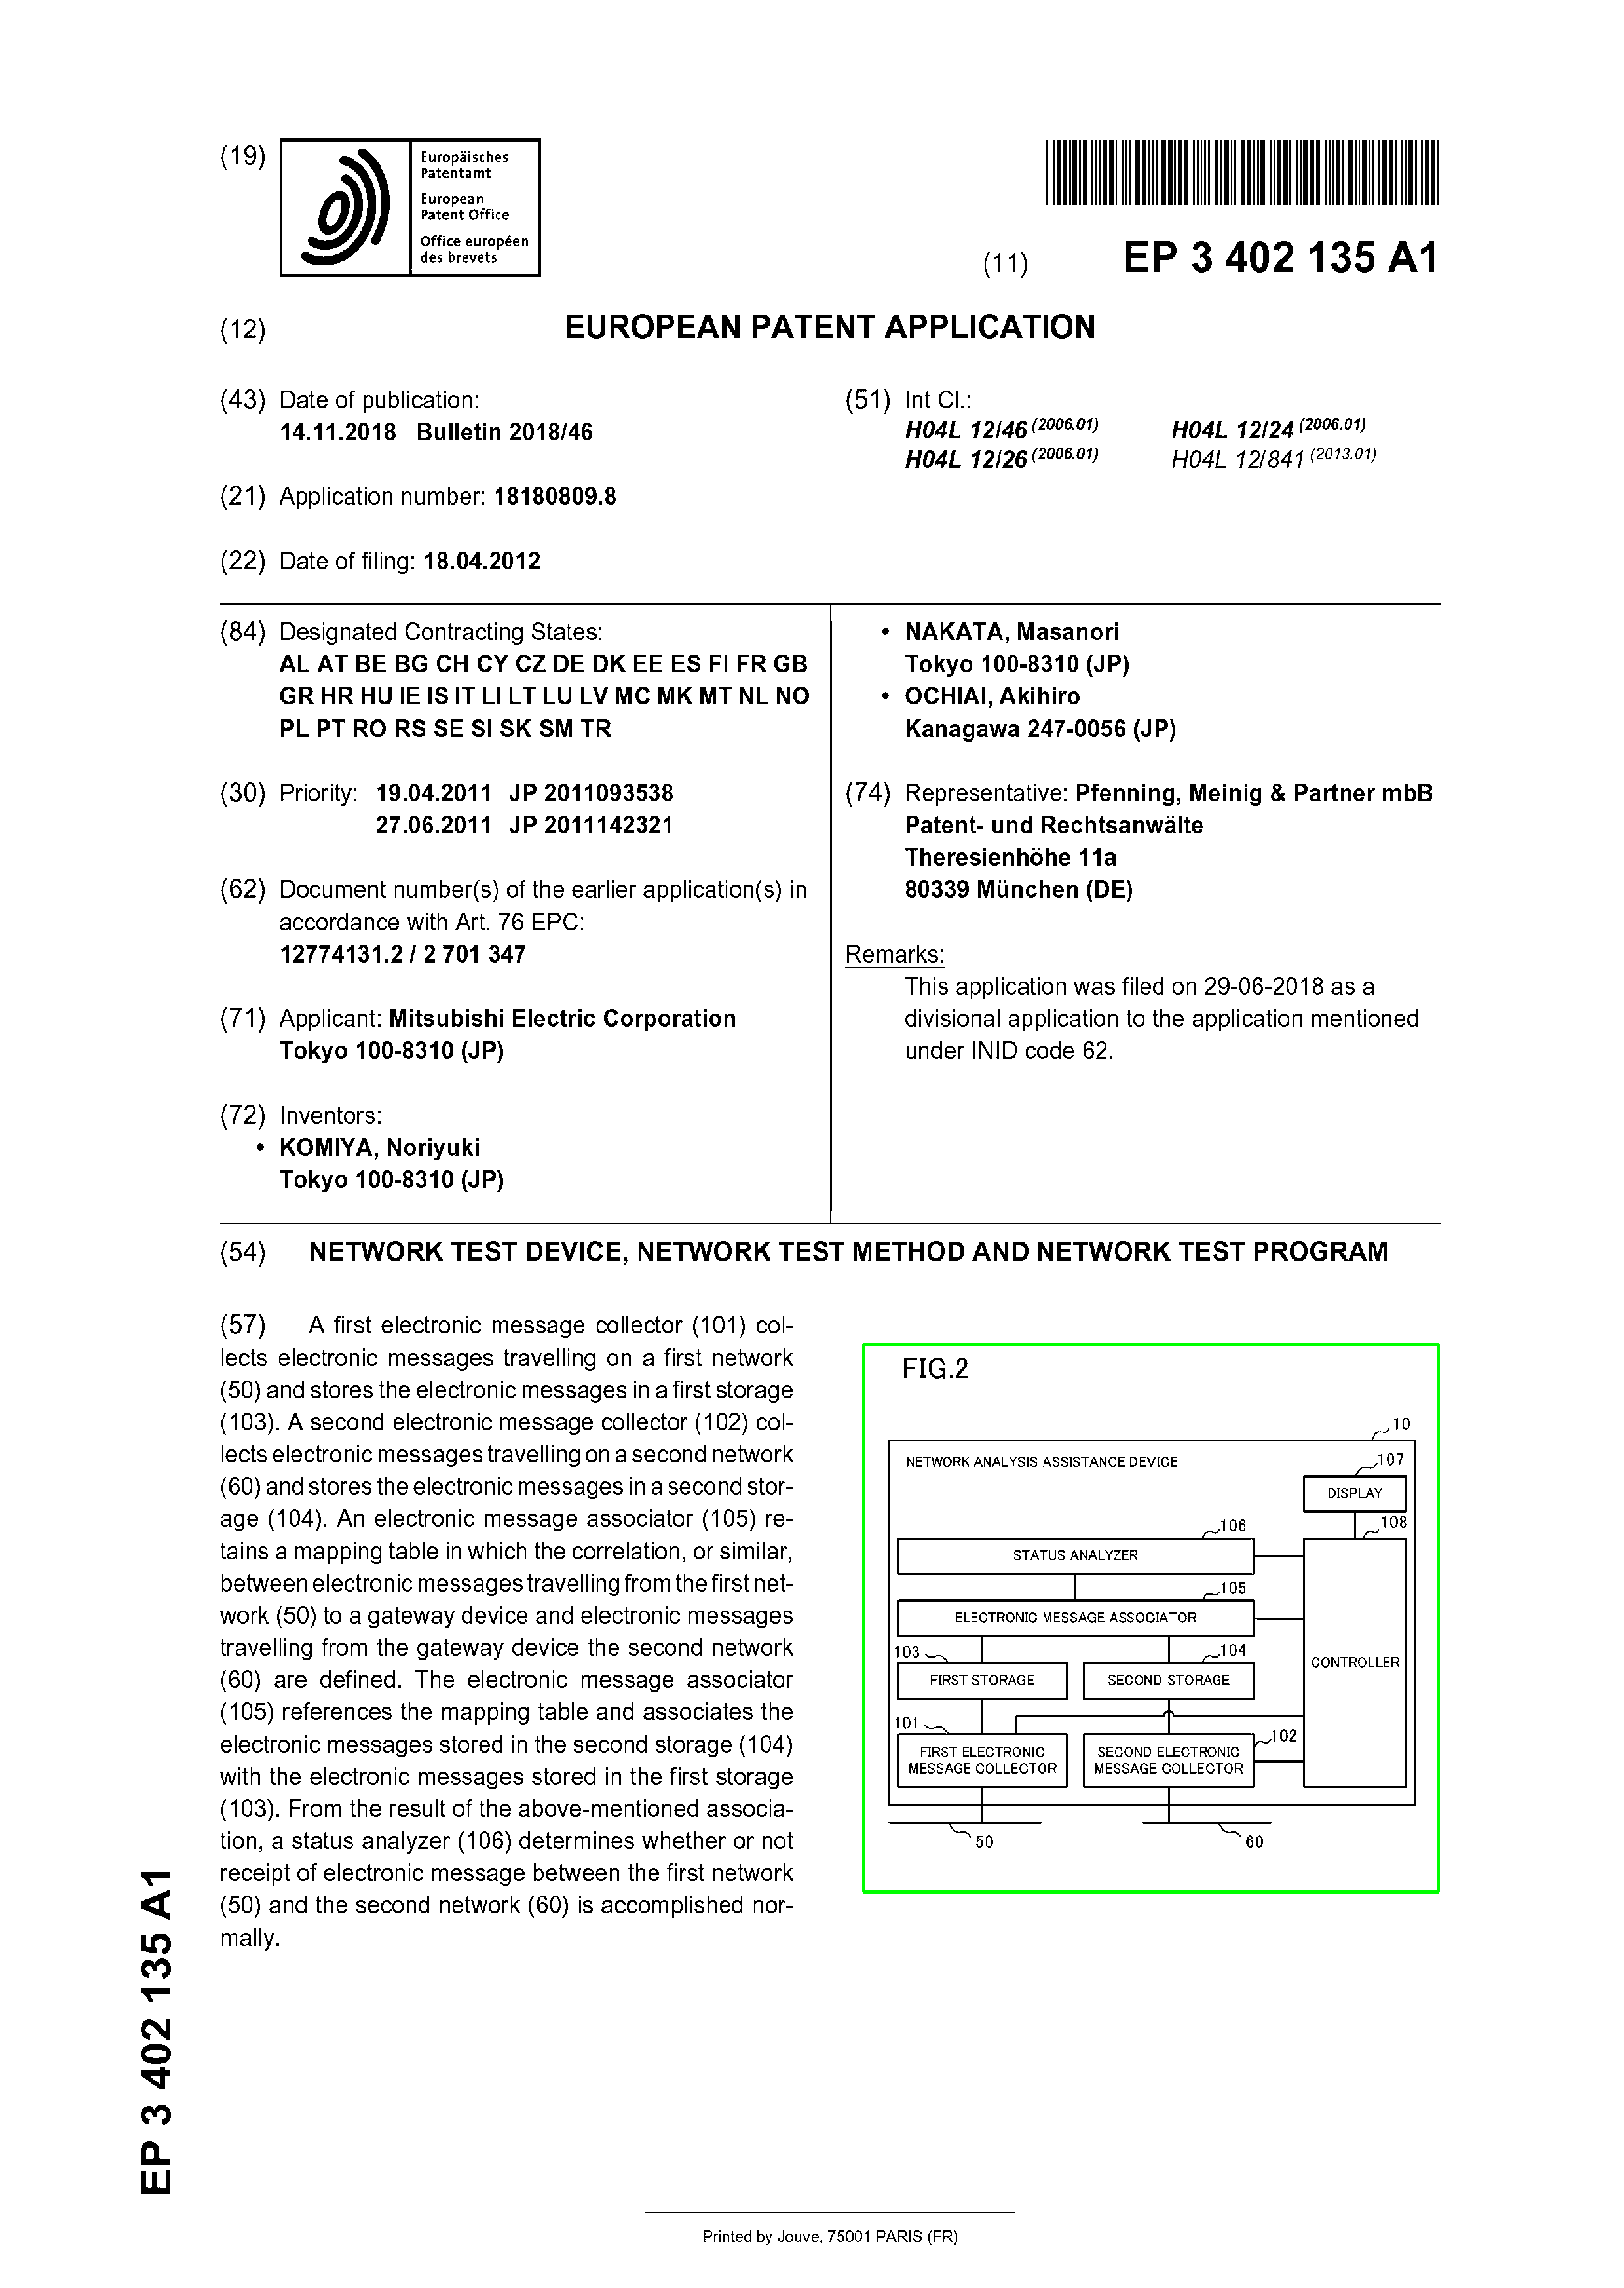 (19)
Europäisches
Patentamt
European
Patent Office
Office européen
des brevets
(11)
EP 3 402 135 A1
(12)
EUROPEAN PATENT APPLICATION
(43) Date of publication:
14.11.2018 Bulletin 2018/46
(21) Application number: 18180809.8
(22) Date of filing: 18.04.2012
(51) Int Cl.:
H04L 12/46 (2006.01) H04L 12/24 (2006.01)
H04L 12/26 (2006.01) H04L 12/841 (2013.01)
(84) Designated Contracting States:
AL AT BE BG CH CY CZ DE DK EE ES FI FR GB
GR HR HU IE IS IT LI LT LU LV MC MK MT NL NO
PL PT RO RS SE SI SK SM TR
(30) Priority: 19.04.2011 JP 2011093538
27.06.2011 JP 2011142321
(62) Document number(s) of the earlier application(s) in
accordance with Art. 76 EPC:
12774131.2 / 2 701 347
(71) Applicant: Mitsubishi Electric Corporation
Tokyo 100-8310 (JP)
(72) Inventors:
• KOMIYA, Noriyuki
Tokyo 100-8310 (JP)
• NAKATA, Masanori
Tokyo 100-8310 (JP)
• OCHIAI, Akihiro
Kanagawa 247-0056 (JP)
(74) Representative: Pfenning, Meinig & Partner mbB
Patent- und Rechtsanwälte
Theresienhöhe 11a
80339 München (DE)
Remarks:
This application was filed on 29-06-2018 as a
divisional application to the application mentioned
under INID code 62.
(54) NETWORK TEST DEVICE, NETWORK TEST METHOD AND NETWORK TEST PROGRAM
(57) A first electronic message collector (101) col-
lects electronic messages travelling on a first network
(50) and stores the electronic messages in a first storage
(103). A second electronic message collector (102) col-
lects electronic messages travelling on a second network
(60) and stores the electronic messages in a second stor-
age (104). An electronic message associator (105) re-
tains a mapping table in which the correlation, or similar,
between electronic messages travelling from the first net-
work (50) to a gateway device and electronic messages
travelling from the gateway device the second network
(60) are defined. The electronic message associator
(105) references the mapping table and associates the
electronic messages stored in the second storage (104)
with the electronic messages stored in the first storage
(103). From the result of the above-mentioned associa-
tion, a status analyzer (106) determines whether or not
receipt of electronic message between the first network
(50) and the second network (60) is accomplished nor-
mally.
FIG.2
10
NETWORK ANALYSIS ASSISTANCE DEVICE
107
DISPLAY
106
108
STATUS ANALYZER
105
ELECTRONIC MESSAGE ASSOCIATOR
103
104
CONTROLLER
FIRST STORAGE
SECOND STORAGE
101
102
FIRST ELECTRONIC
MESSAGE COLLECTOR
SECOND ELECTRONIC
MESSAGE COLLECTOR
50
60
EP 3 402 135 A1
Printed by Jouve, 75001 PARIS (FR)